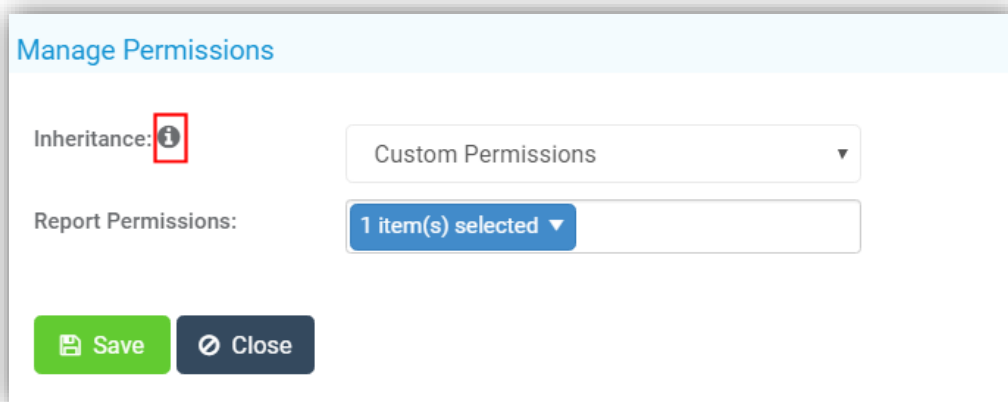 Manage Permissions
Inheritance:
Custom Permissions
Report Permissions:
1 item(s) selected
Save
Close